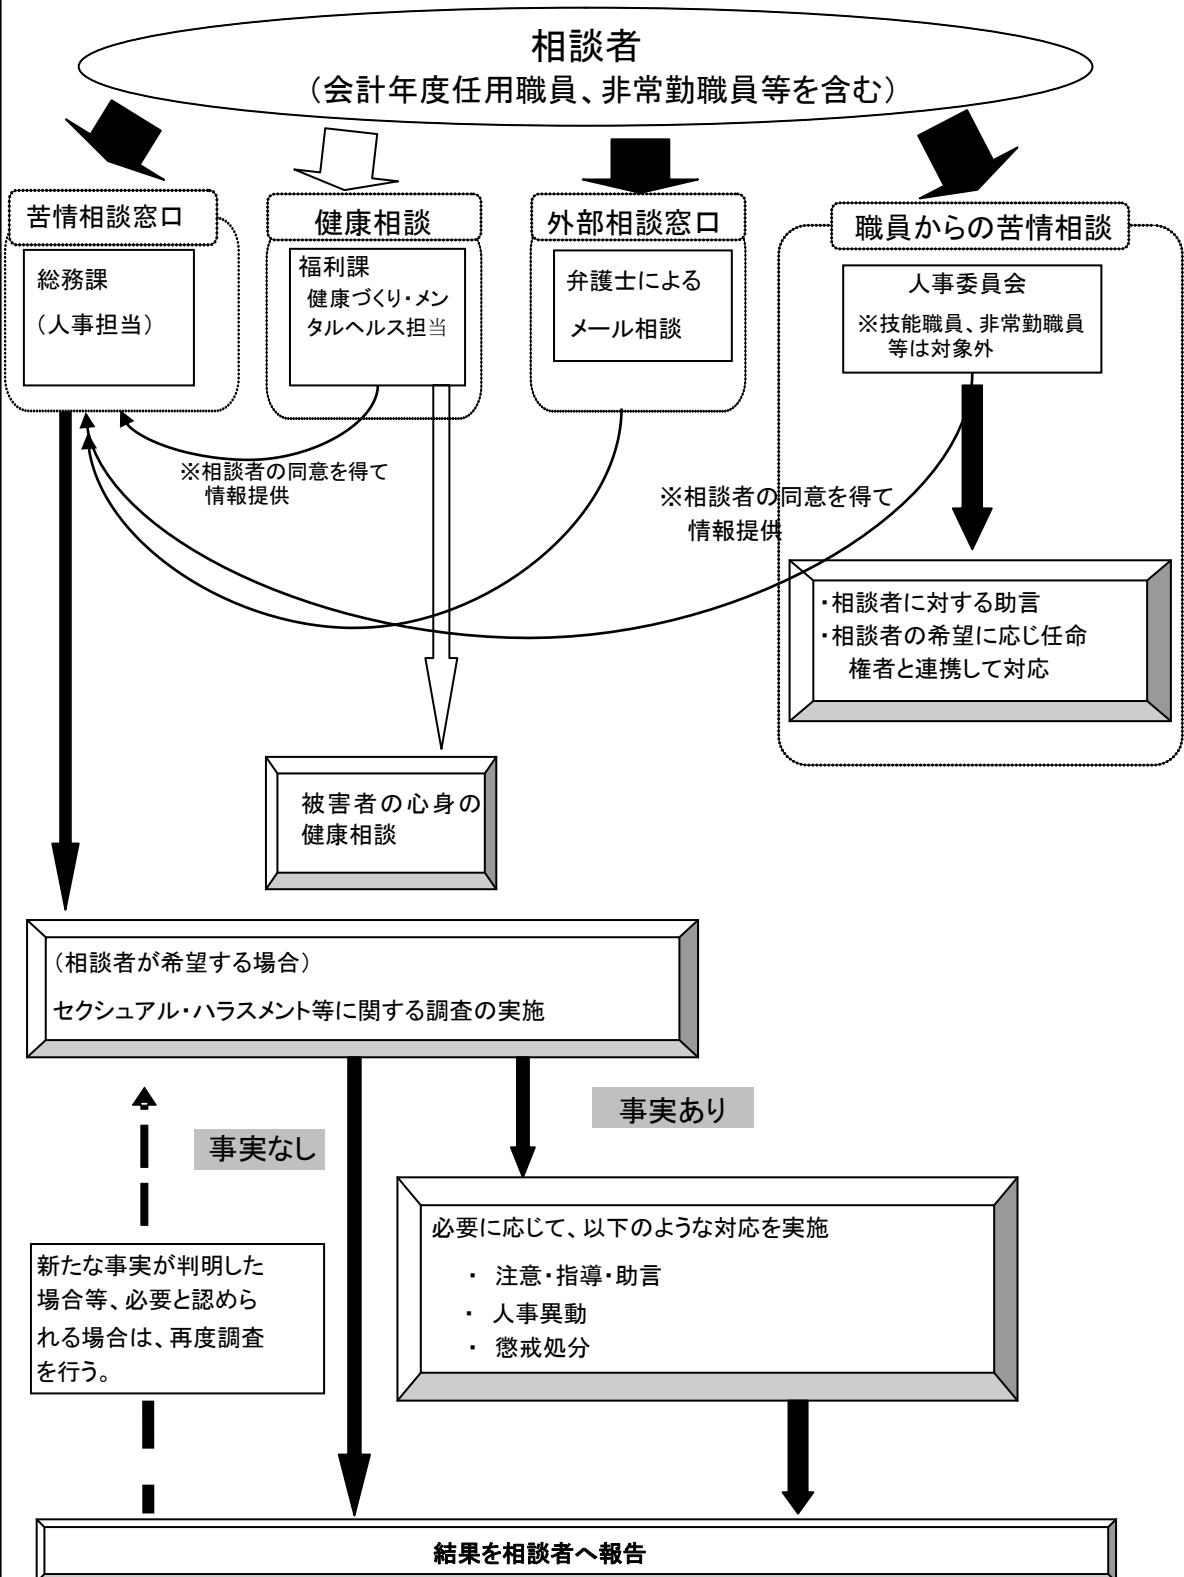 相談者
（会計年度任用職員、非常勤職員等を含む）
苦情相談窓口
総務課
（人事担当）
健康相談
福利課
健康づくり・メン
タルヘルス担当
外部相談窓口
弁護士による
メール相談
職員からの苦情相談
人事委員会
※技能職員、非常勤職員
等は対象外
※相談者の同意を得て
情報提供
※相談者の同意を得て
情報提供
・相談者に対する助言
・相談者の希望に応じ任命
権者と連携して対応
被害者の心身の
健康相談
（相談者が希望する場合）
セクシュアル・ハラスメント等に関する調査の実施
事実なし
事実あり
必要に応じて、以下のような対応を実施
・ 注意・指導・助言
・ 人事異動
・ 懲戒処分
新たな事実が判明した
場合等、必要と認めら
れる場合は、再度調査
を行う。
結果を相談者へ報告